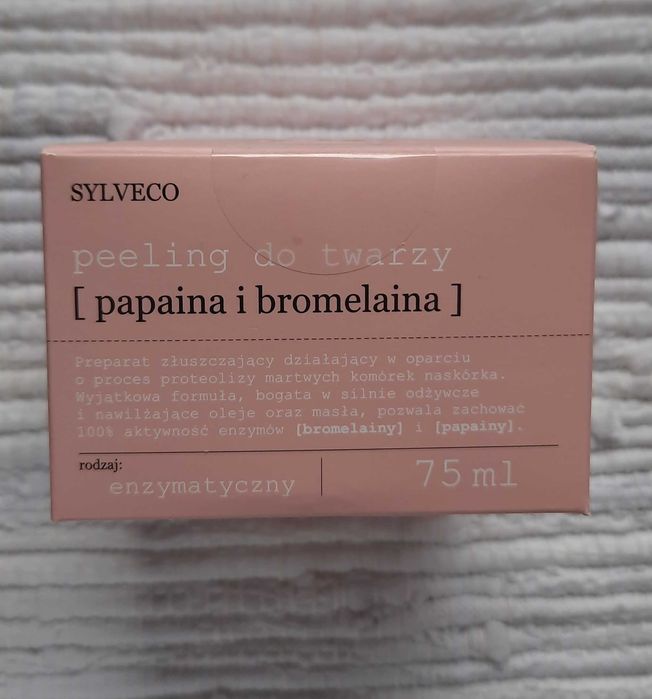 SYLVECO
peeling do twarzy
[ papaina i bromelaina ]
Preparat złuszczający działający w oparciu
o proces proteolizy martwych komórek naskórka.
Wyjątkowa formuła, bogata w silnie odżywcze
i nawilżające oleje oraz masła, pozwala zachować
100% aktywność enzymów [bromelainy] i [papainy].
rodzaj:
enzymatyczny
75 ml